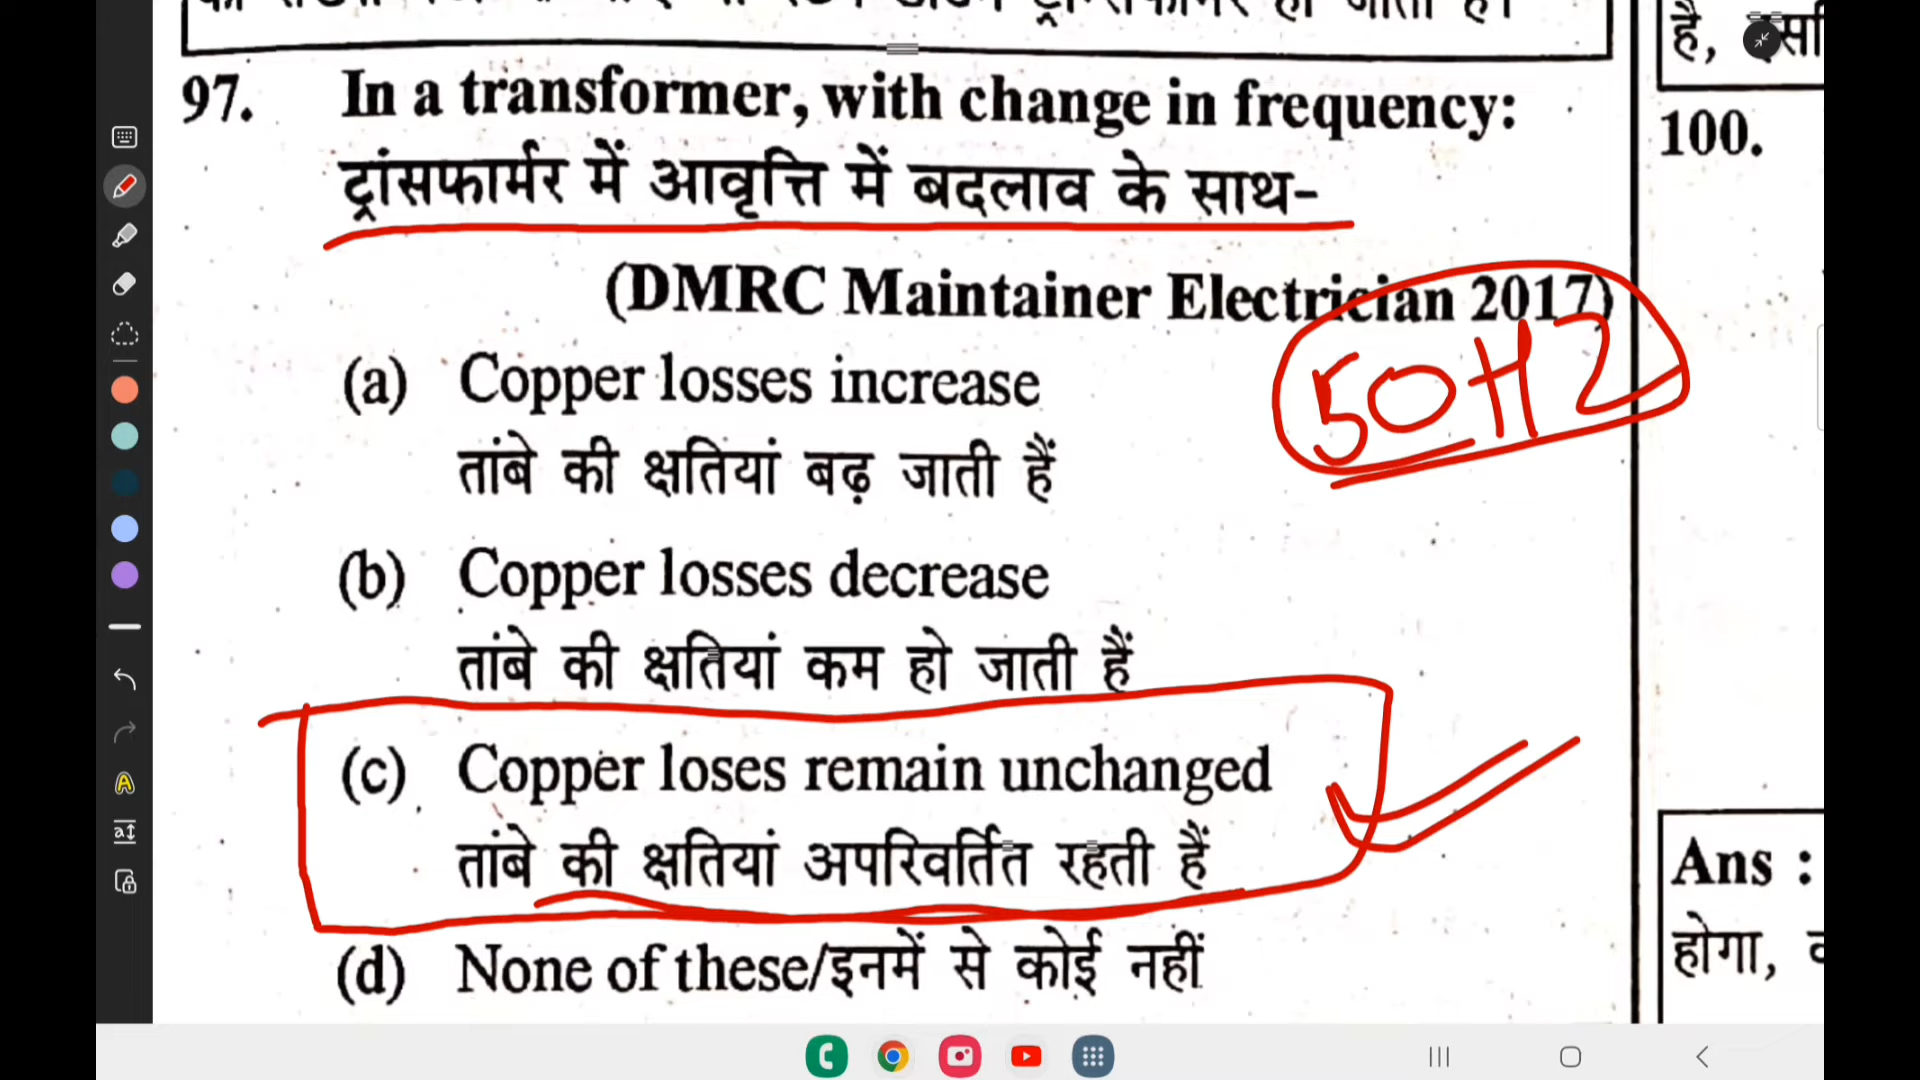 97. In a transformer, with change in frequency:
ट्रांसफार्मर में आवृत्ति में बदलाव के साथ-
(DMRC Maintainer Electrician 2017)
50HZ
(a) Copper losses increase
तांबे की क्षतियां बढ़ जाती हैं
(b) Copper losses decrease
तांबे की क्षतियां कम हो जाती हैं
(c) Copper loses remain unchanged
तांबे की क्षतियां अपरिवर्तित रहती हैं
(d) None of these/इनमें से कोई नहीं
है,
100.
Ans :
होगा,